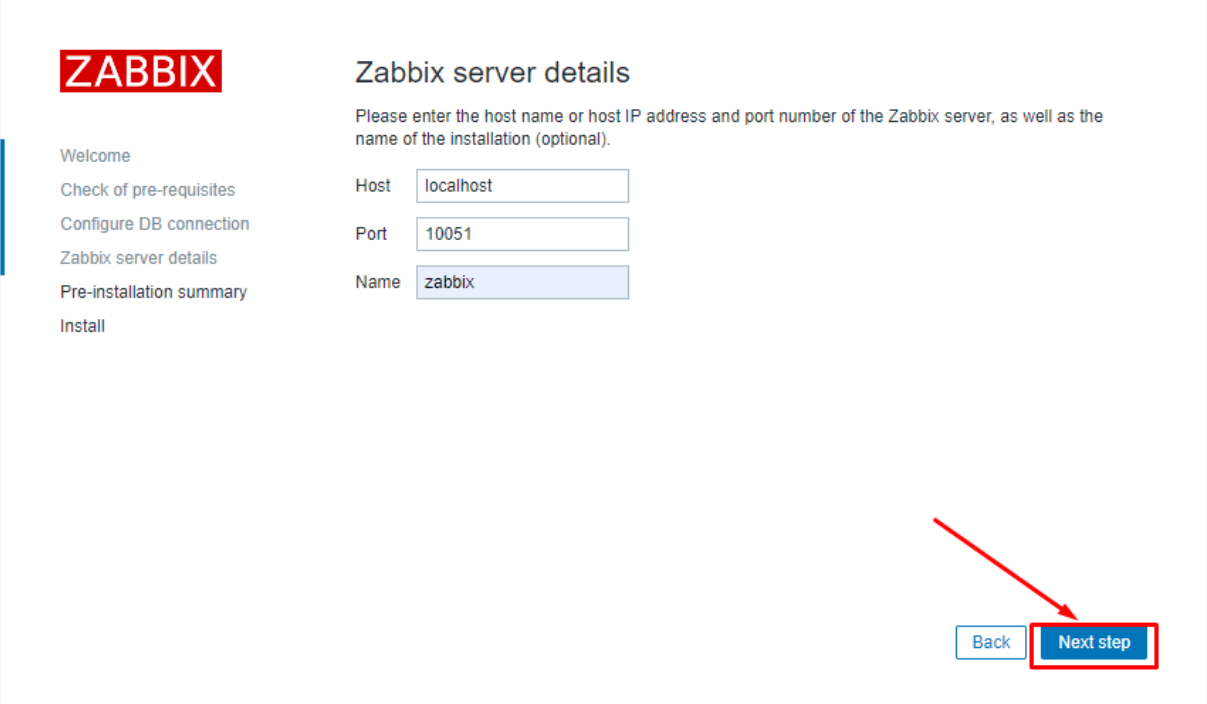 ZABBIX
Welcome
Check of pre-requisites
Configure DB connection
Zabbix server details
Pre-installation summary
Install
Zabbix server details
Please enter the host name or host IP address and port number of the Zabbix server, as well as the
name of the installation (optional).
Host localhost
Port 10051
Name zabbix
Back Next step